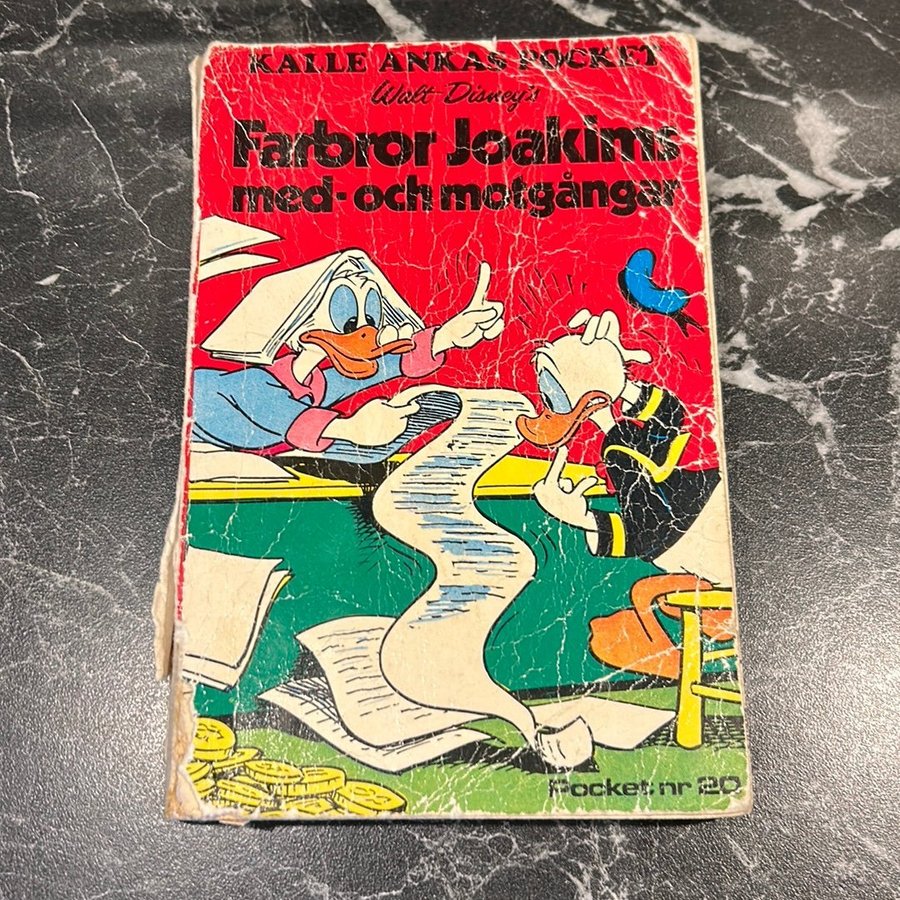 KALLE ANKAS POCKET
Walt Disney's
Farbror Joakims
med- och motgångar
Pocket nr 20